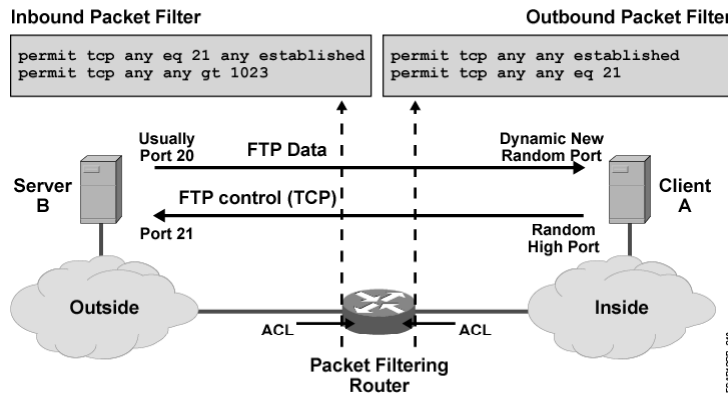 Inbound Packet Filter
Outbound Packet Filter
permit tcp any eq 21 any established
permit tcp any any gt 1023
permit tcp any any established
permit tcp any any eq 21
Usually
Port 20
FTP Data
Dynamic New
Random Port
Server
B
Client
A
FTP control (TCP)
Port 21
Random
High Port
Outside
Inside
ACL
ACL
Packet Filtering
Router